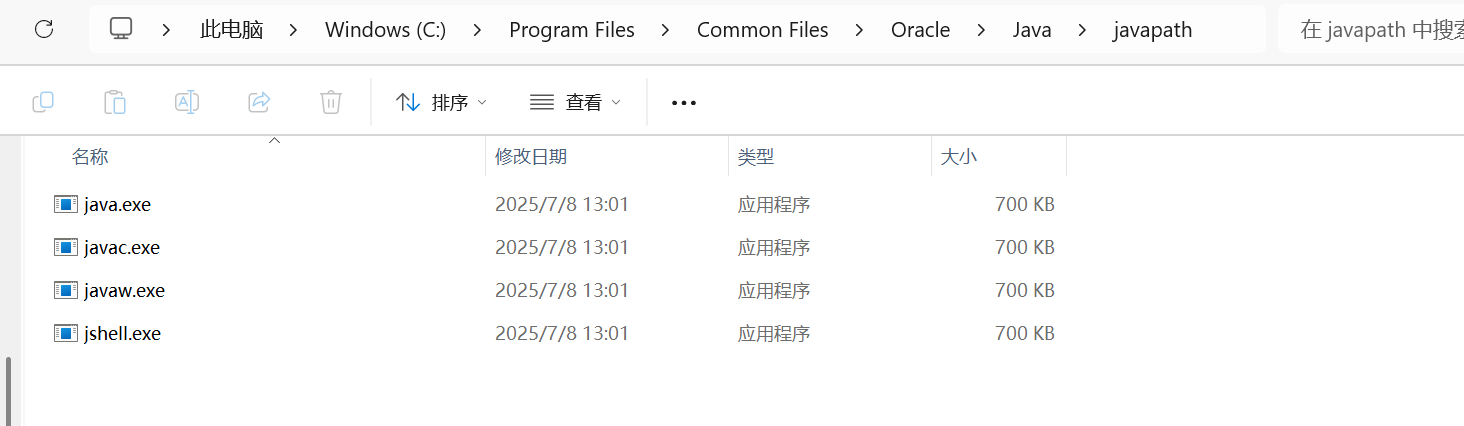 此电脑 Windows (C:) Program Files Common Files Oracle Java javapath 在 javapath 中搜
排序 查看
名称 修改日期 类型 大小
java.exe 2025/7/8 13:01 应用程序 700 KB
javac.exe 2025/7/8 13:01 应用程序 700 KB
javaw.exe 2025/7/8 13:01 应用程序 700 KB
jshell.exe 2025/7/8 13:01 应用程序 700 KB